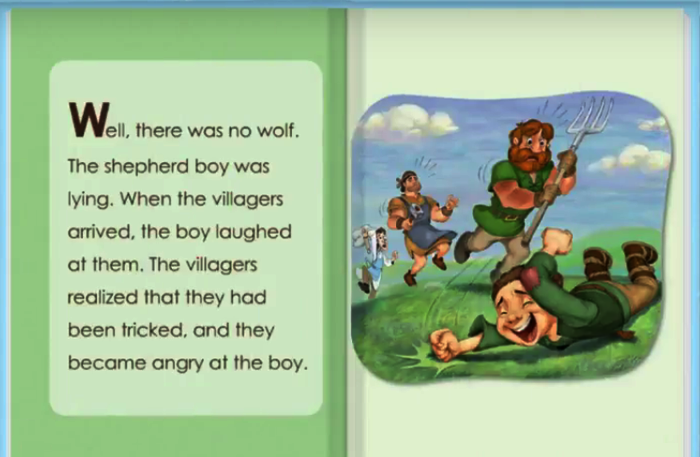 Well, there was no wolf.
The shepherd boy was
lying. When the villagers
arrived, the boy laughed
at them. The villagers
realized that they had
been tricked, and they
became angry at the boy.